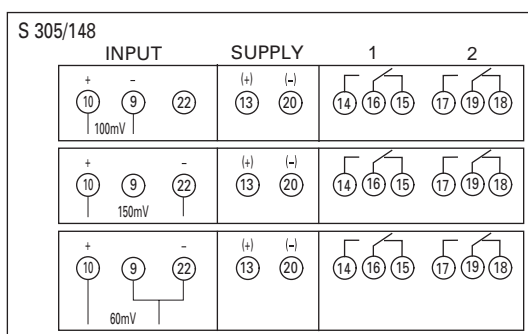 S 305/148
INPUT SUPPLY 1 2
+ – (+) (–)
10 9 22 13 20 14 16 15 17 19 18
100mV
+ – (+) (–)
10 9 22 13 20 14 16 15 17 19 18
150mV
+ – (+) (–)
10 9 22 13 20 14 16 15 17 19 18
60mV